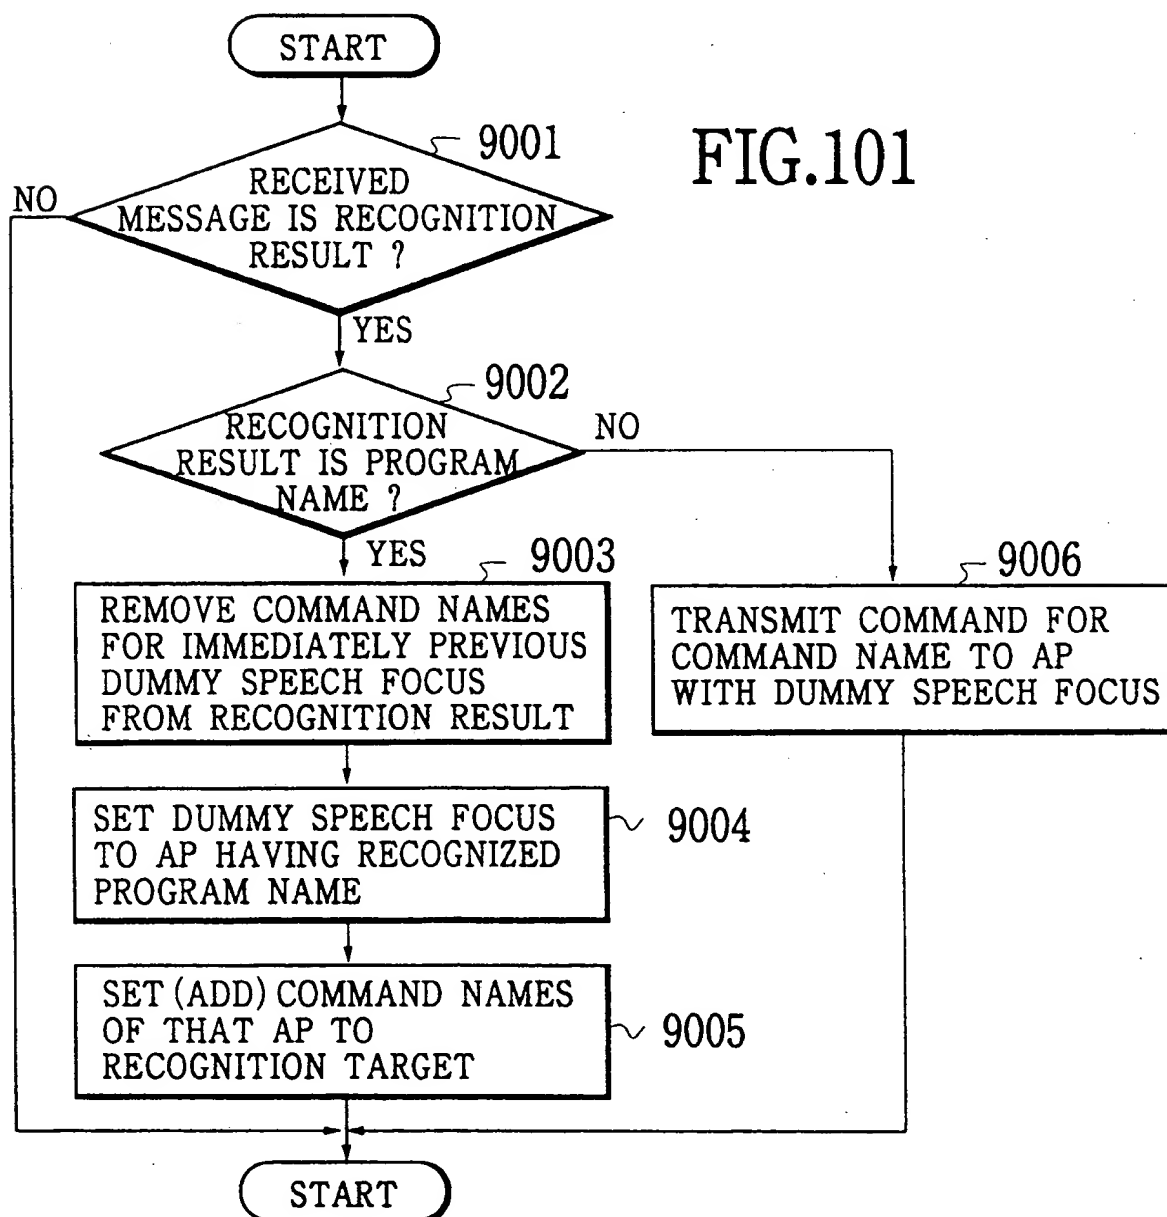 START
9001
FIG.101
NO
RECEIVED
MESSAGE IS RECOGNITION
RESULT ?
YES
9002
RECOGNITION
RESULT IS PROGRAM
NAME ?
NO
YES
9003
REMOVE COMMAND NAMES
FOR IMMEDIATELY PREVIOUS
DUMMY SPEECH FOCUS
FROM RECOGNITION RESULT
9006
TRANSMIT COMMAND FOR
COMMAND NAME TO AP
WITH DUMMY SPEECH FOCUS
SET DUMMY SPEECH FOCUS
TO AP HAVING RECOGNIZED
PROGRAM NAME
9004
SET (ADD) COMMAND NAMES
OF THAT AP TO
RECOGNITION TARGET
9005
START